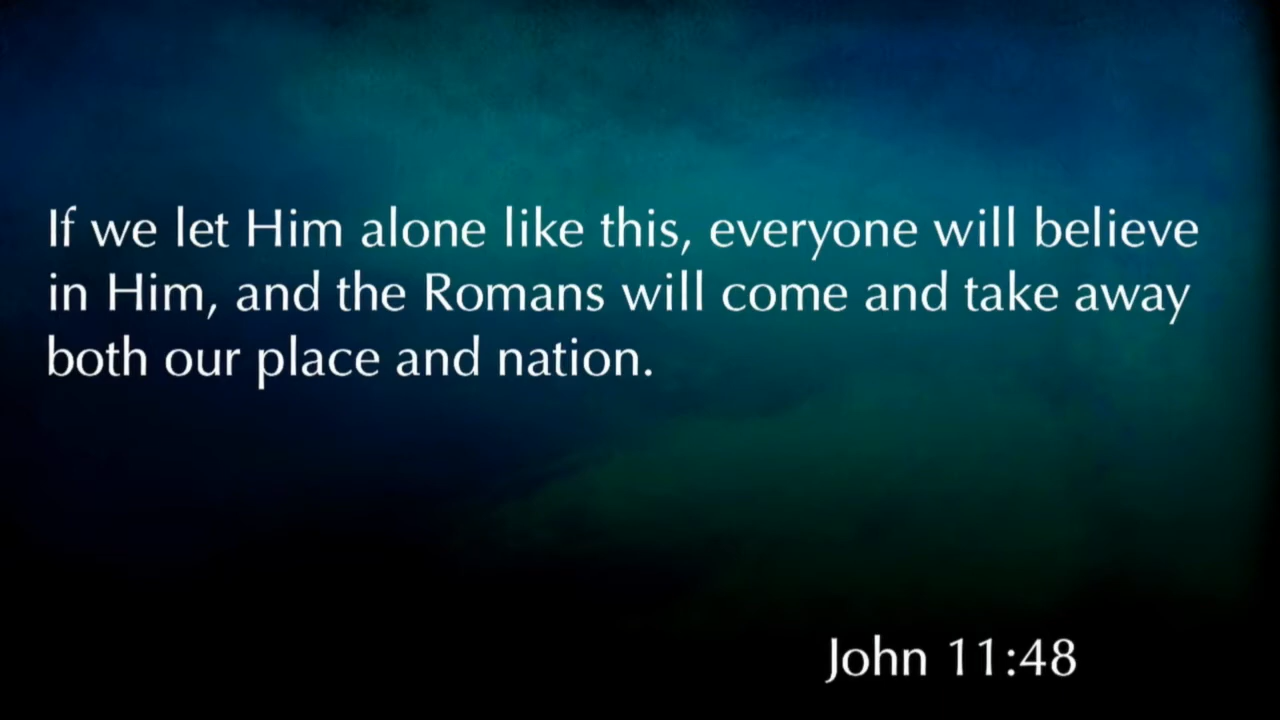 If we let Him alone like this, everyone will believe
in Him, and the Romans will come and take away
both our place and nation.
John 11:48